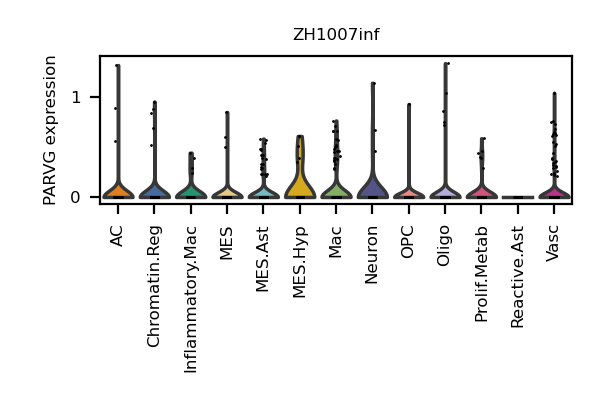 ZH1007inf
PARVG expression
1
0
AC
Chromatin.Reg
Inflammatory.Mac
MES
MES.Ast
MES.Hyp
Mac
Neuron
OPC
Oligo
Prolif.Metab
Reactive.Ast
Vasc